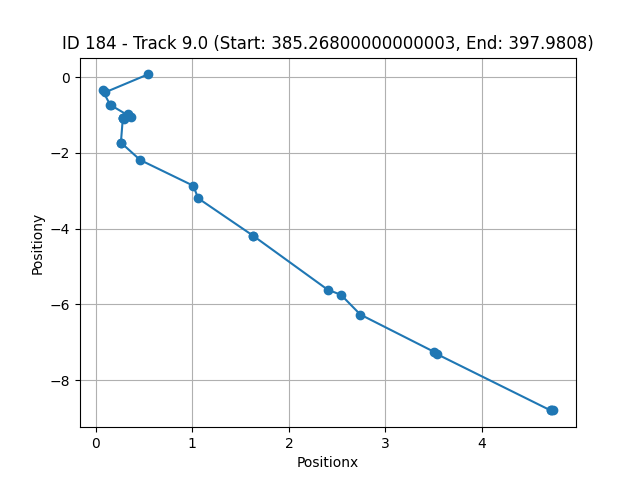 ID 184 - Track 9.0 (Start: 385.26800000000003, End: 397.9808)
0
−2
−4
−6
−8
Positiony
0 1 2 3 4
Positionx